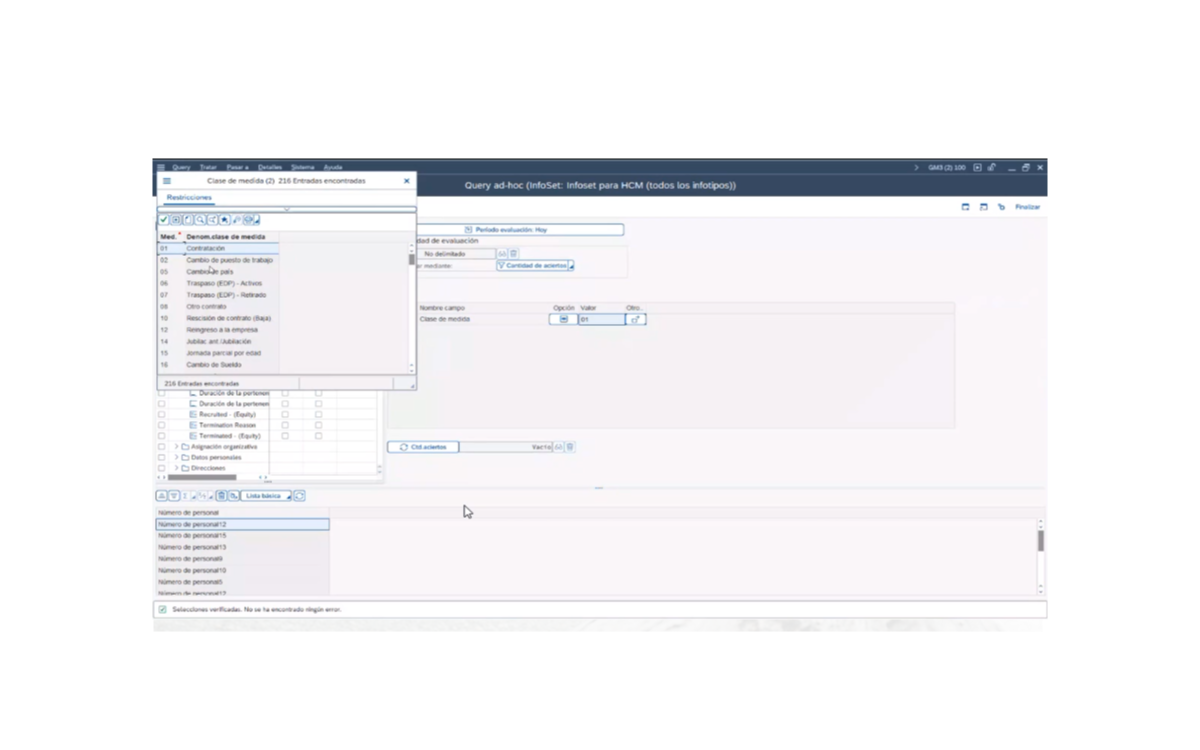 Query Tratar Pasar a Detalles Sistema Ayuda
GM3 (2) 100
Clase de medida (2) 216 Entradas encontradas
Query ad-hoc (InfoSet: Infoset para HCM (todos los infotipos))
Restricciones
Finalizar
Med. Denom.clase de medida
01 Contratación
02 Cambio de puesto de trabajo
05 Cambio de país
06 Traspaso (EDP) - Activos
07 Traspaso (EDP) - Retirado
08 Otro contrato
10 Rescisión de contrato (Baja)
12 Reingreso a la empresa
14 Jubilac ant./Jubilación
15 Jornada parcial por edad
16 Cambio de Sueldo
216 Entradas encontradas
Período evaluación: Hoy
dad de evaluación
No delimitado
mediante:
Cantidad de aciertos
Nombre campo Opción Valor Otro..
Clase de medida 01
Duración de la pertenen
Duración de la pertenen
Recruited - (Equity)
Termination Reason
Terminated - (Equity)
Asignación organizativa
Datos personales
Direcciones
Ctd.aciertos
Vacío
Lista básica
Número de personal
Número de personal12
Número de personal15
Número de personal13
Número de personal9
Número de personal10
Número de personal5
Número de personal17
Selecciones verificadas. No se ha encontrado ningún error.